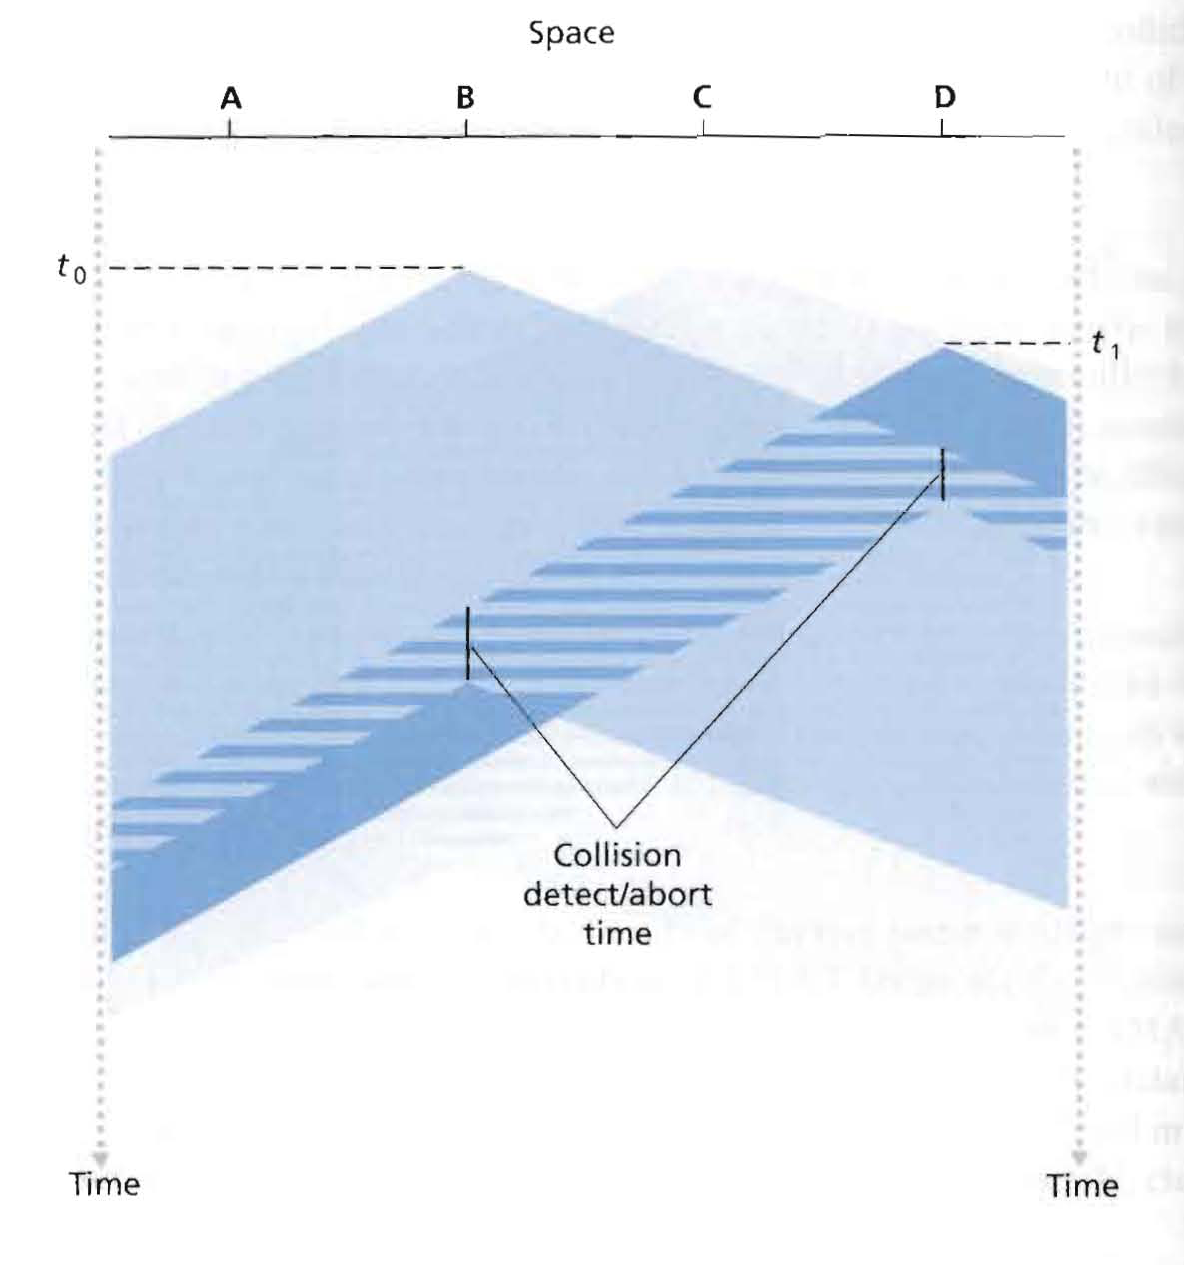 Space
A B C D
t0
t1
Collision
detect/abort
time
Time Time